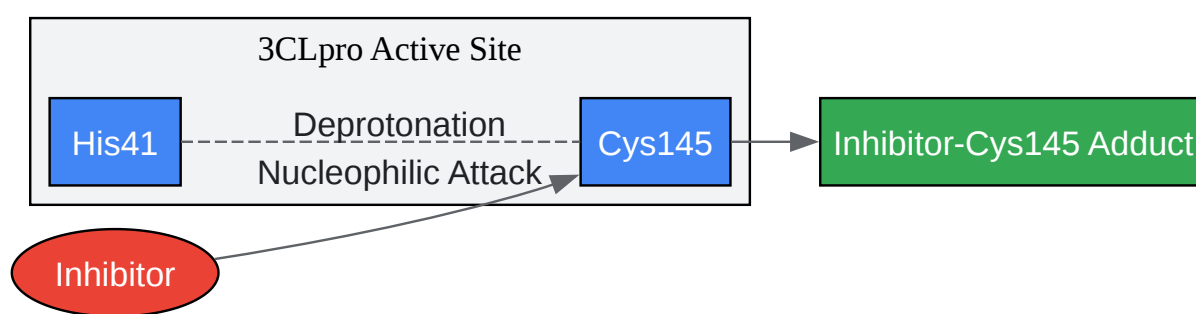 3CLpro Active Site
His41
Deprotonation
Cys145
Inhibitor-Cys145 Adduct
Nucleophilic Attack
Inhibitor